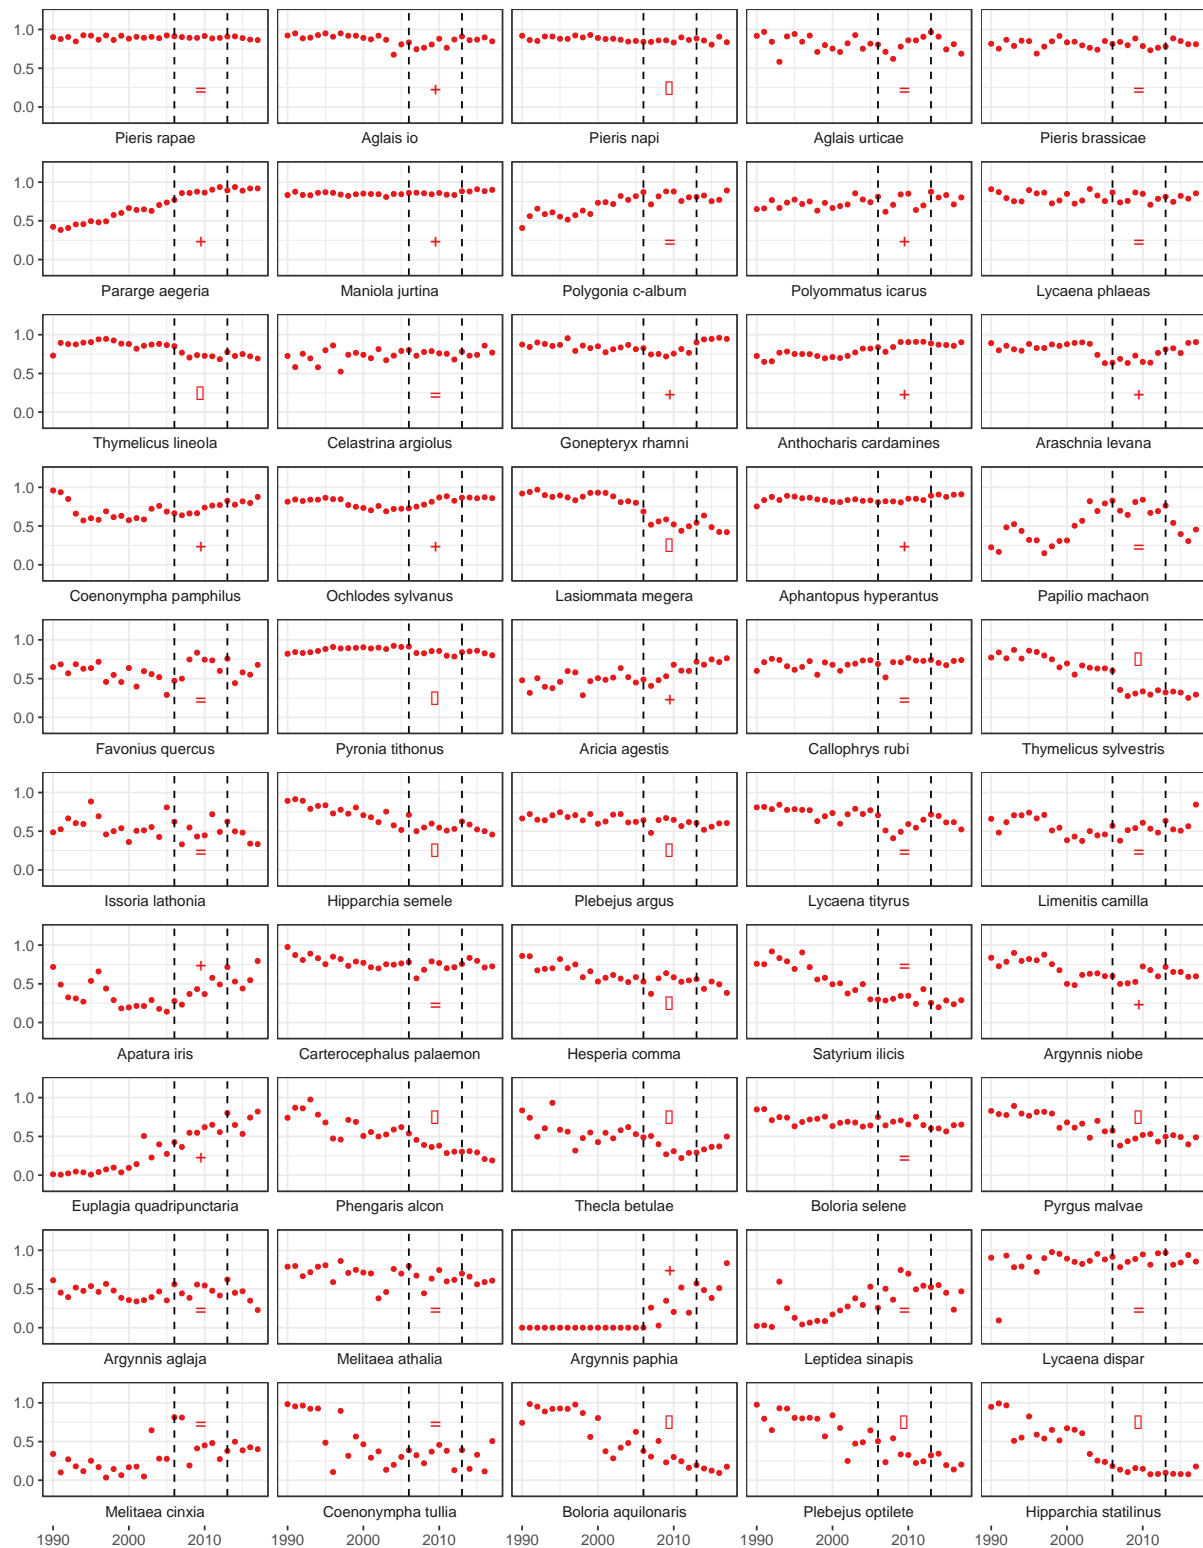 1.0
0.5
0.0
= + ▯ = =
Pieris rapae Aglais io Pieris napi Aglais urticae Pieris brassicae
1.0
0.5
0.0
+ + = + =
Pararge aegeria Maniola jurtina Polygonia c-album Polyommatus icarus Lycaena phlaeas
1.0
0.5
0.0
▯ = + + +
Thymelicus lineola Celastrina argiolus Gonepteryx rhamni Anthocharis cardamines Araschnia levana
1.0
0.5
0.0
+ + ▯ + =
Coenonympha pamphilus Ochlodes sylvanus Lasiommata megera Aphantopus hyperantus Papilio machaon
1.0
0.5
0.0
= ▯ + = ▯
Favonius quercus Pyronia tithonus Aricia agestis Callophrys rubi Thymelicus sylvestris
1.0
0.5
0.0
= ▯ ▯ = =
Issoria lathonia Hipparchia semele Plebejus argus Lycaena tityrus Limenitis camilla
1.0
0.5
0.0
+ = ▯ = +
Apatura iris Carterocephalus palaemon Hesperia comma Satyrium ilicis Argynnis niobe
1.0
0.5
0.0
+ ▯ ▯ = ▯
Euplagia quadripunctaria Phengaris alcon Thecla betulae Boloria selene Pyrgus malvae
1.0
0.5
0.0
= = + = =
Argynnis aglaja Melitaea athalia Argynnis paphia Leptidea sinapis Lycaena dispar
1.0
0.5
0.0
= = ▯ ▯ ▯
Melitaea cinxia Coenonympha tullia Boloria aquilonaris Plebejus optilete Hipparchia statilinus
1990 2000 2010 1990 2000 2010 1990 2000 2010 1990 2000 2010 1990 2000 2010